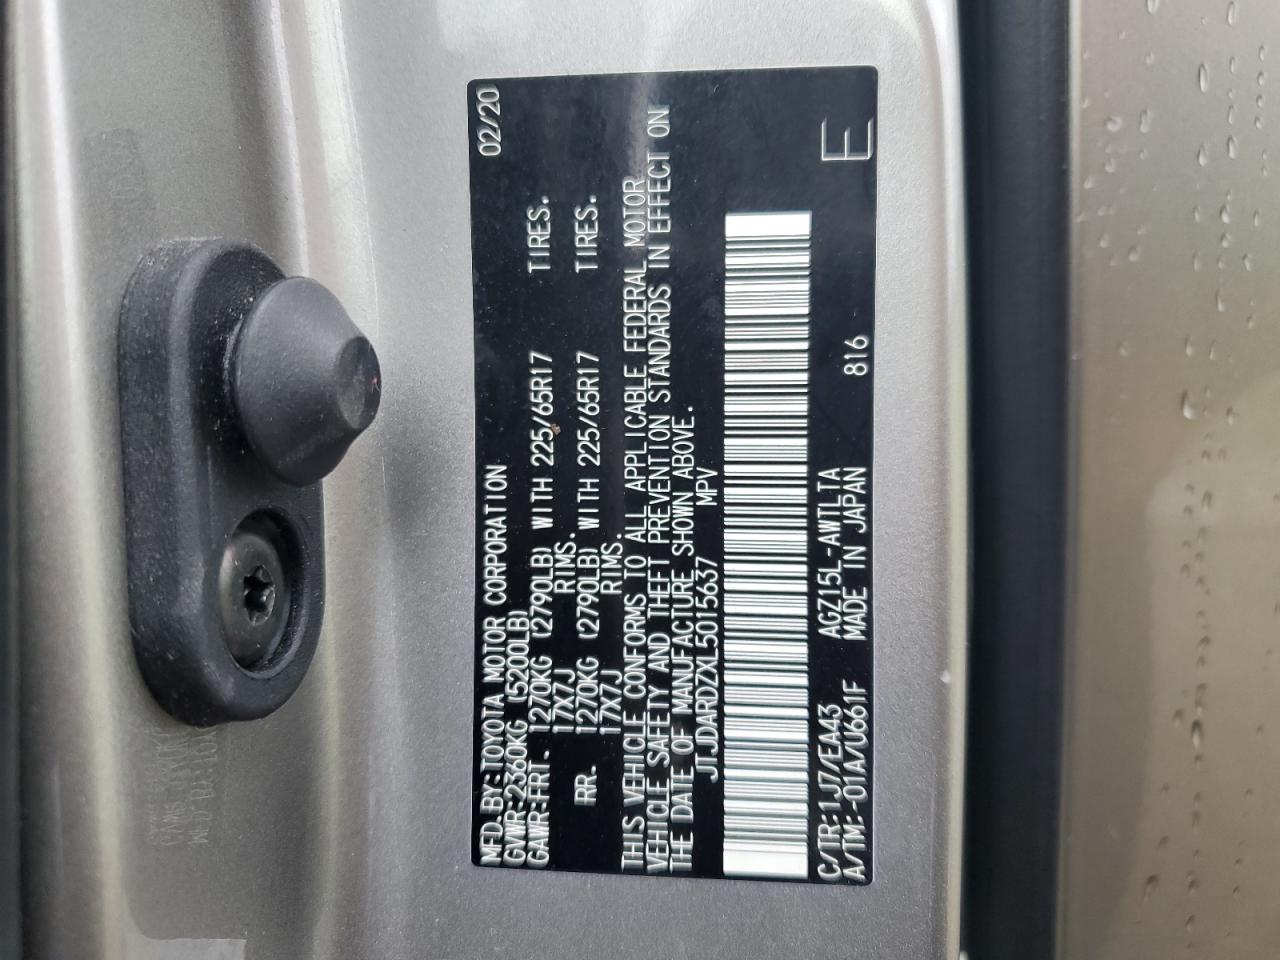 MFD.BY:TOYOTA MOTOR CORPORATION 02/20
GVWR:2360KG (5200LB)
GAWR:FRT. 1270KG (2790LB) WITH 225/65R17 TIRES.
17X7J RIMS.
RR. 1270KG (2790LB) WITH 225/65R17 TIRES.
17X7J RIMS.
THIS VEHICLE CONFORMS TO ALL APPLICABLE FEDERAL MOTOR
VEHICLE SAFETY AND THEFT PREVENTION STANDARDS IN EFFECT ON
THE DATE OF MANUFACTURE SHOWN ABOVE.
JTJDARDZXL5015637 MPV
C/TR:1J7/EA43 AGZ15L-AWTLTA
A/TM:-01A/U661F MADE IN JAPAN 816
E